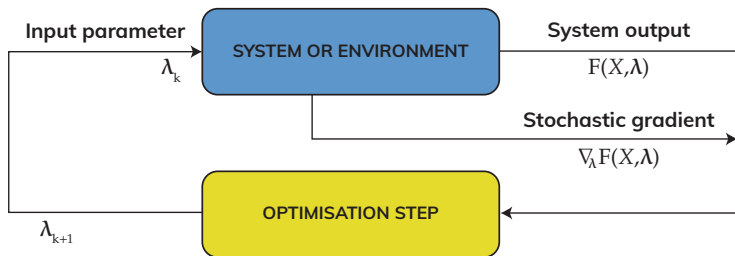 Input parameter
λk
SYSTEM OR ENVIRONMENT
System output
F(X,λ)
Stochastic gradient
∇λF(X,λ)
OPTIMISATION STEP
λk+1